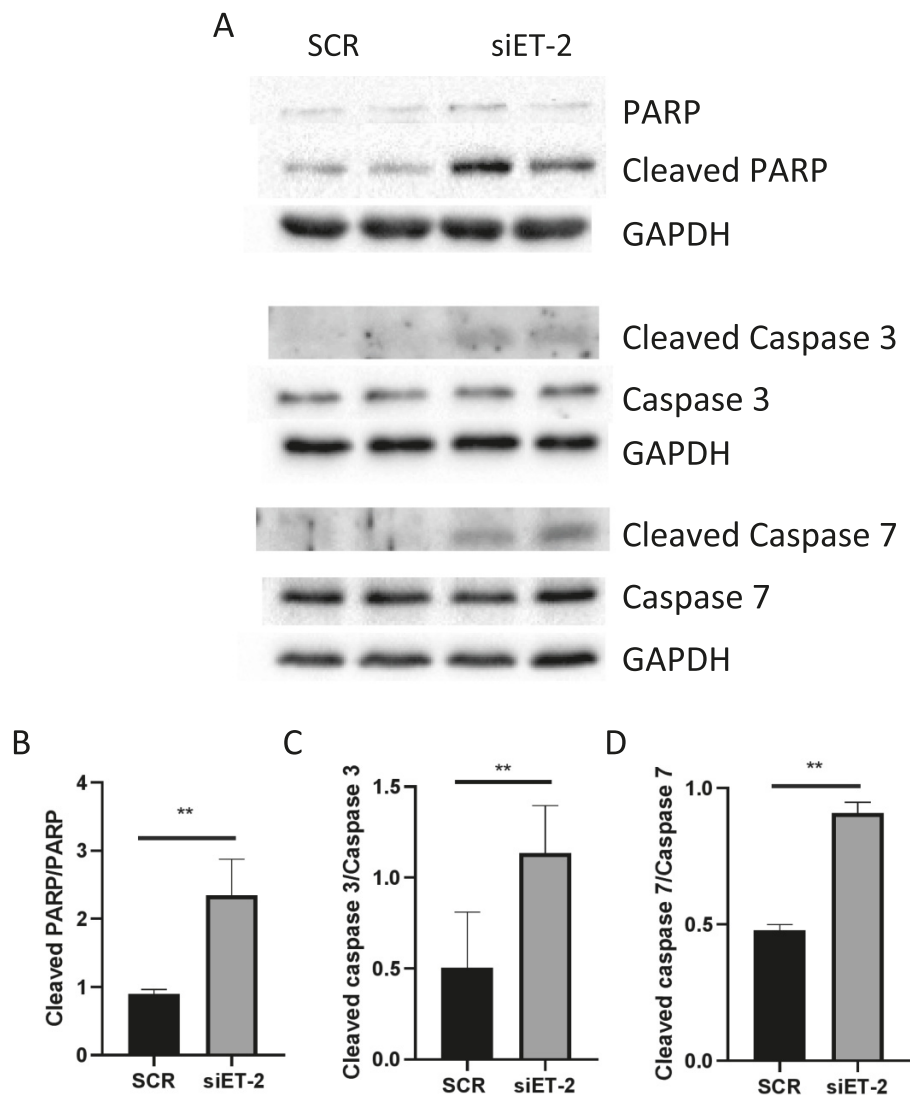 A
SCR siET-2
PARP
Cleaved PARP
GAPDH
Cleaved Caspase 3
Caspase 3
GAPDH
Cleaved Caspase 7
Caspase 7
GAPDH
B
Cleaved PARP/PARP
4
3
2
1
0
**
SCR siET-2
C
Cleaved caspase 3/Caspase 3
1.5
1.0
0.5
0.0
**
SCR siET-2
D
Cleaved caspase 7/Caspase 7
1.0
0.5
0.0
**
SCR siET-2